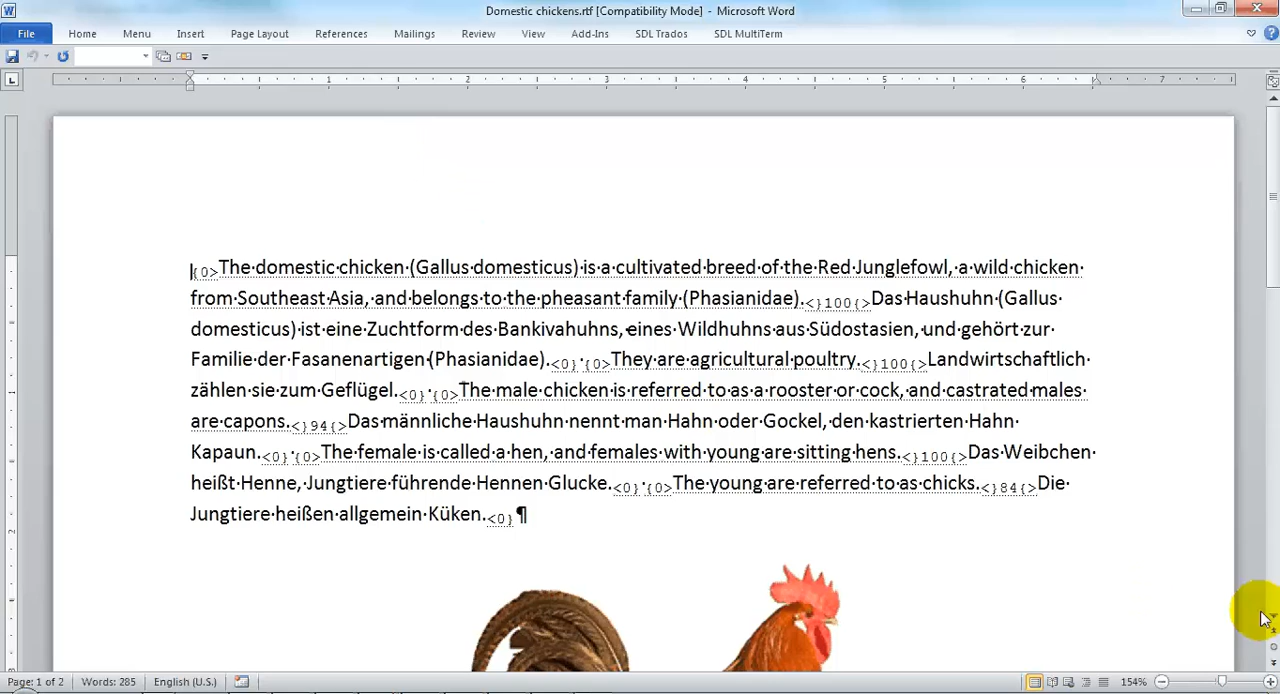 Domestic chickens.rtf [Compatibility Mode] - Microsoft Word
File Home Menu Insert Page Layout References Mailings Review View Add-Ins SDL Trados SDL MultiTerm
1 2 3 4 5 6 7
{0>The domestic chicken (Gallus domesticus) is a cultivated breed of the Red Junglefowl, a wild chicken
from Southeast Asia, and belongs to the pheasant family (Phasianidae).<}100{>Das Haushuhn (Gallus
domesticus) ist eine Zuchtform des Bankivahuhns, eines Wildhuhns aus Südostasien, und gehört zur
Familie der Fasanenartigen (Phasianidae).<0} {0>They are agricultural poultry.<}100{>Landwirtschaftlich
zählen sie zum Geflügel.<0} {0>The male chicken is referred to as a rooster or cock, and castrated males
are capons.<}94{>Das männliche Haushuhn nennt man Hahn oder Gockel, den kastrierten Hahn
Kapaun.<0} {0>The female is called a hen, and females with young are sitting hens.<}100{>Das Weibchen
heißt Henne, Jungtiere führende Hennen Glucke.<0} {0>The young are referred to as chicks.<}84{>Die
Jungtiere heißen allgemein Küken.<0}¶
Page: 1 of 2 Words: 285 English (U.S.) 154%